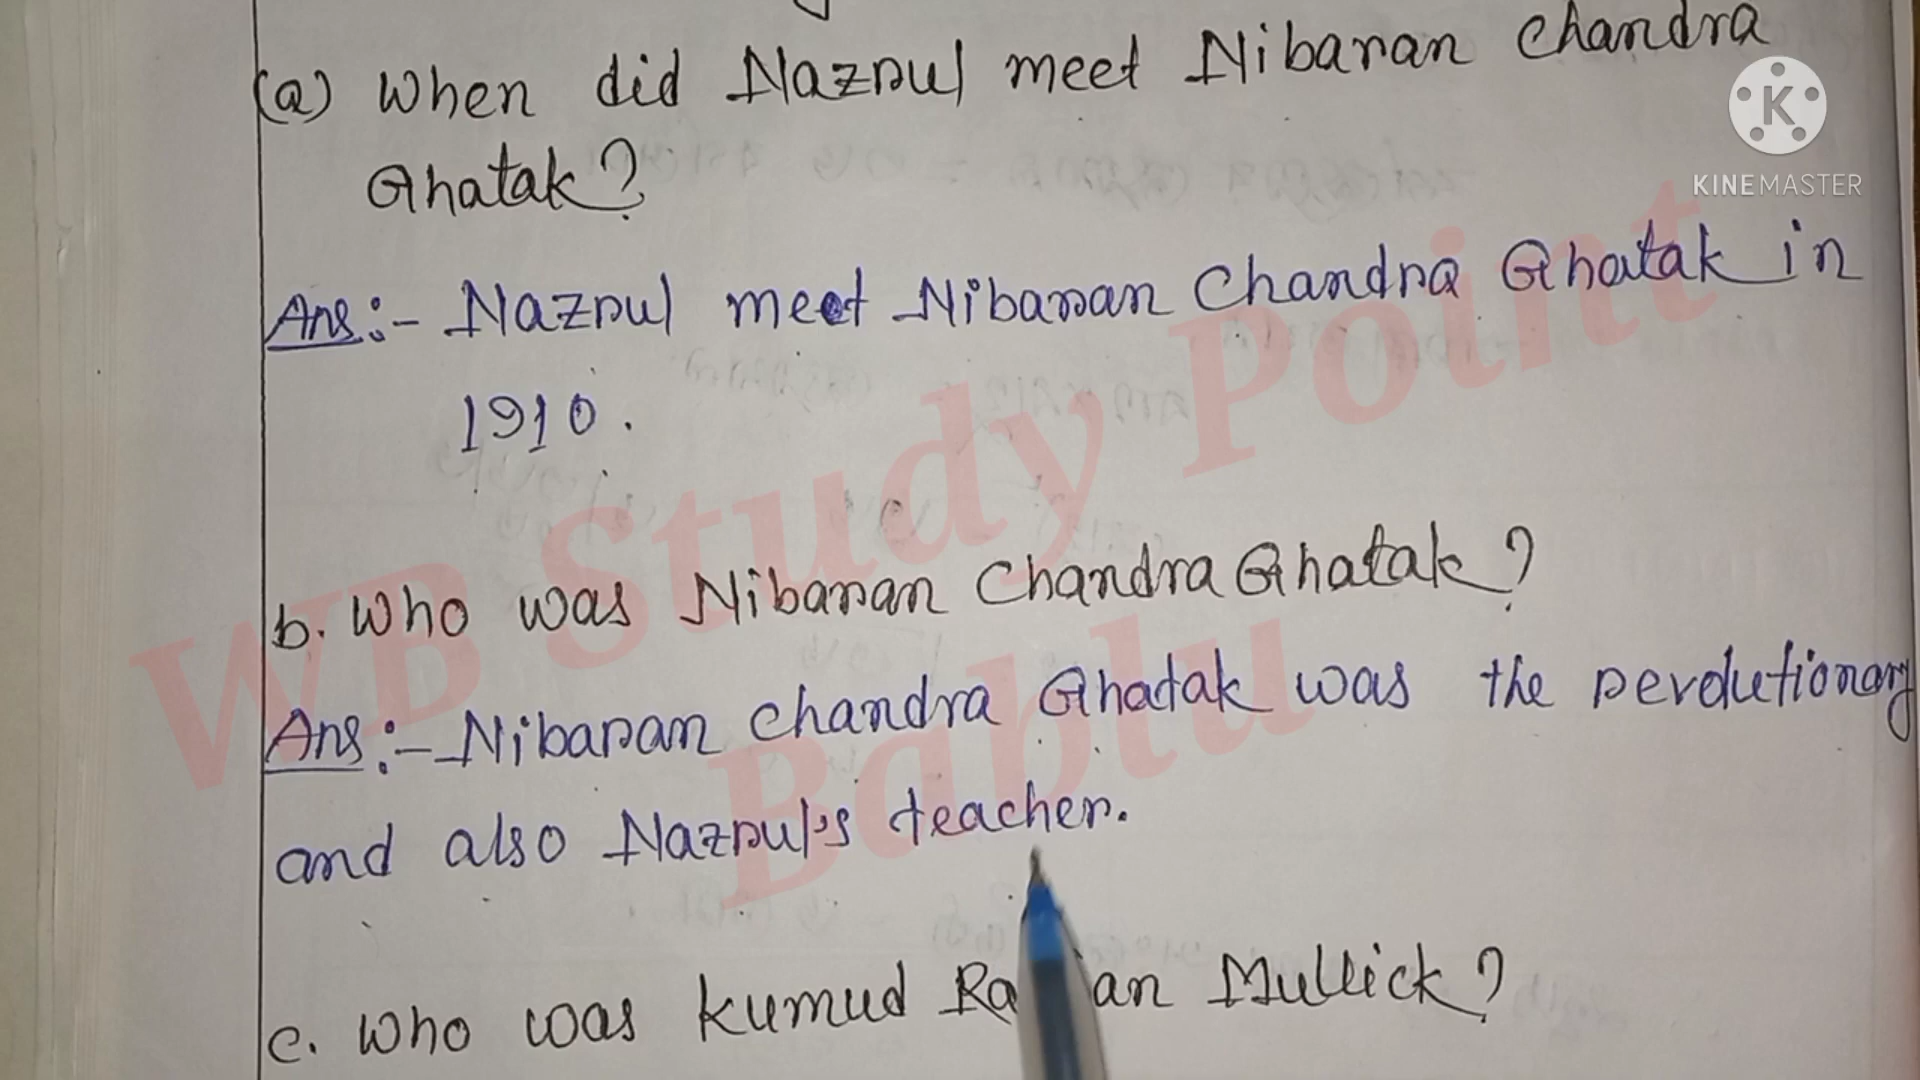 (a) When did Nazrul meet Nibaran Chandra
Ghatak?
Ans:- Nazrul meet Nibaran Chandra Ghatak in
1910.
b. Who was Nibaran Chandra Ghatak?
Ans:- Nibaran Chandra Ghatak was the revolutionary
and also Nazrul's teacher.
c. Who was Kumud Ra an Mullick?
K
KINEMASTER
WB Study Point
Bablu